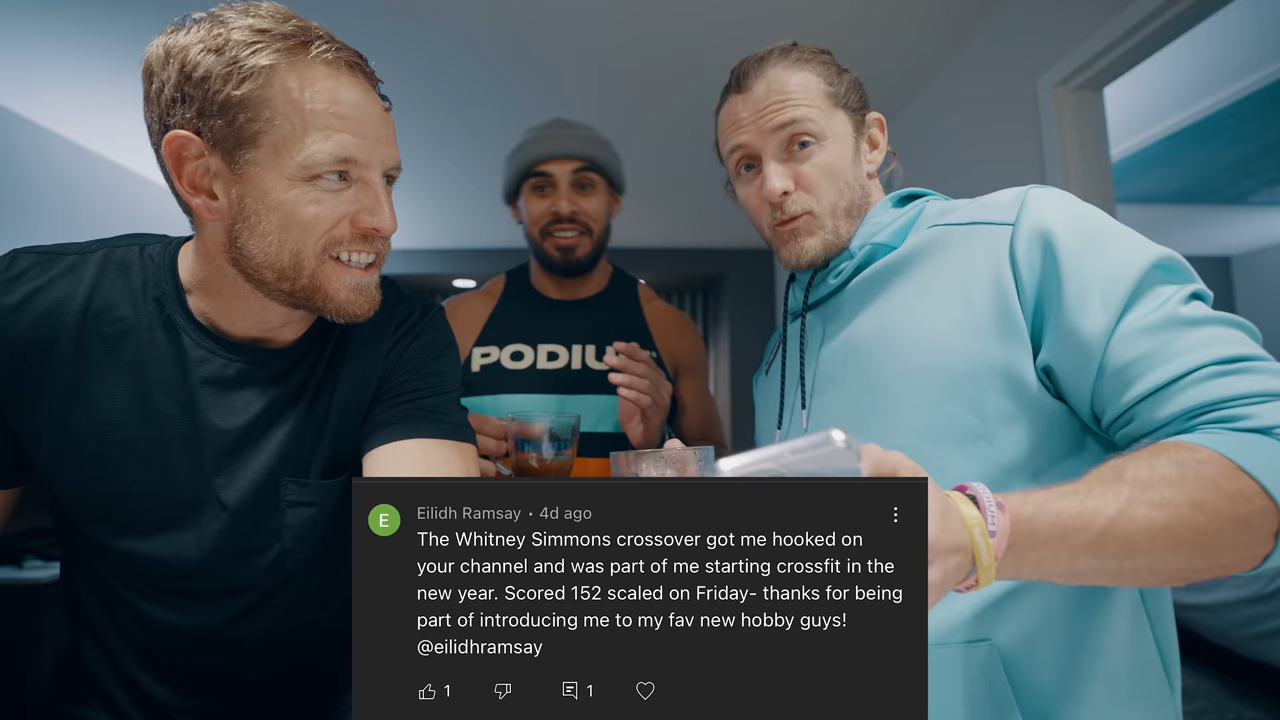 PODIU
E
Eilidh Ramsay • 4d ago
The Whitney Simmons crossover got me hooked on
your channel and was part of me starting crossfit in the
new year. Scored 152 scaled on Friday- thanks for being
part of introducing me to my fav new hobby guys!
@eilidhramsay
1
1